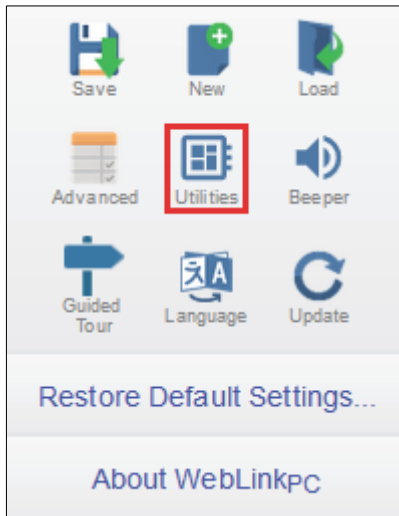 Save New Load
Advanced Utilities Beeper
Guided
Tour
Language Update
Restore Default Settings...
About WebLinkPC